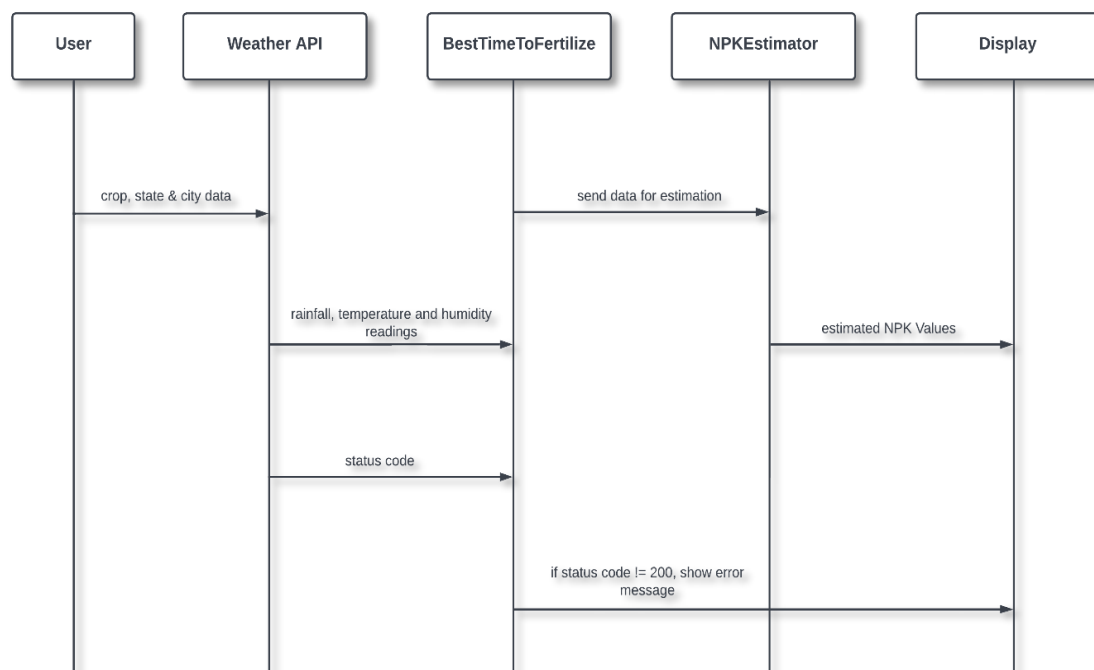 User
Weather API
BestTimeToFertilize
NPKEstimator
Display
crop, state & city data
send data for estimation
rainfall, temperature and humidity
readings
estimated NPK Values
status code
if status code != 200, show error
message